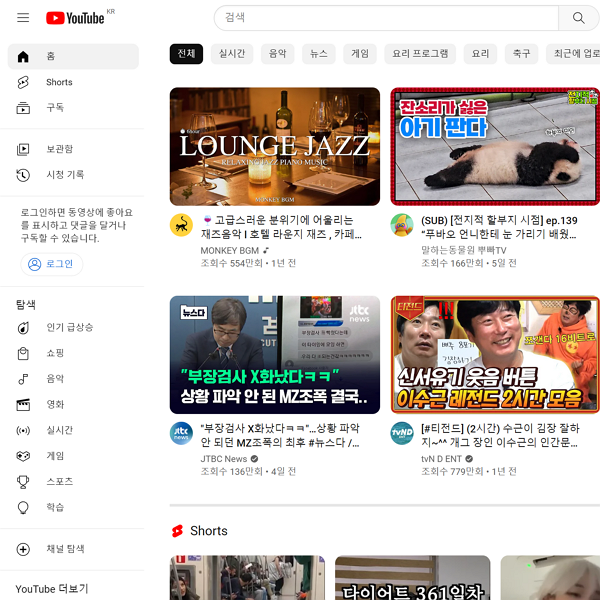 YouTube KR
검색
홈
Shorts
구독
보관함
시청 기록
로그인하면 동영상에 좋아요
를 표시하고 댓글을 달거나
구독할 수 있습니다.
로그인
탐색
인기 급상승
쇼핑
음악
영화
실시간
게임
스포츠
학습
채널 탐색
YouTube 더보기
전체 실시간 음악 뉴스 게임 요리 프로그램 요리 축구 최근에 업로
LOUNGE JAZZ
RELAXING JAZZ PIANO MUSIC
MONKEY BGM
고급스러운 분위기에 어울리는
재즈음악 l 호텔 라운지 재즈 , 카페...
MONKEY BGM
조회수 554만회 • 1년 전
잔소리가 싫은
아기 판다
(SUB) [전지적 할부지 시점] ep.139
“푸바오 언니한테 눈 가리기 배웠...
말하는동물원 뿌빠TV
조회수 166만회 • 5일 전
뉴스다
jtbc
news
"부장검사 X화났다ㅋㅋ"
상황 파악 안 된 MZ조폭 결국..
jtbc
news
"부장검사 X화났다ㅋㅋ"...상황 파악
안 되던 MZ조폭의 최후 #뉴스다 /...
JTBC News
조회수 136만회 • 4일 전
티전드
쪼깬다 16비트로
신서유기 웃음 버튼
이수근 레전드 2시간 모음
tvN D
ENT
[#티전드] (2시간) 수근이 김장 잘하
지~^^ 개그 장인 이수근의 인간문...
tvN D ENT
조회수 779만회 • 1년 전
Shorts
다이어트 361일차